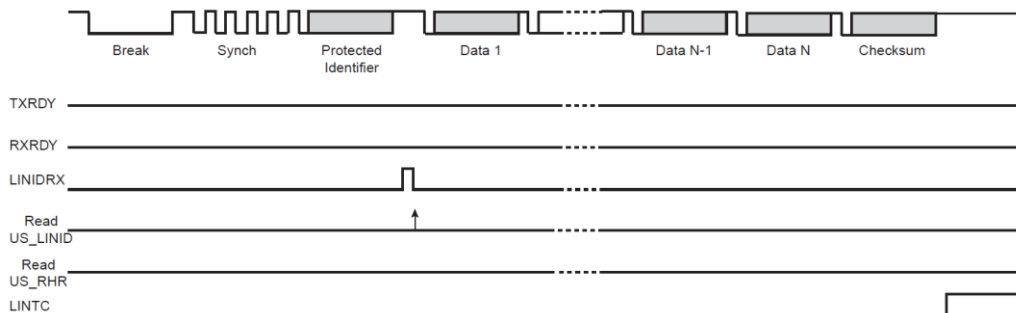 Break Synch Protected Data 1 Data N-1 Data N Checksum
Identifier
TXRDY
RXRDY
LINIDRX
Read
US_LINID
Read
US_RHR
LINTC